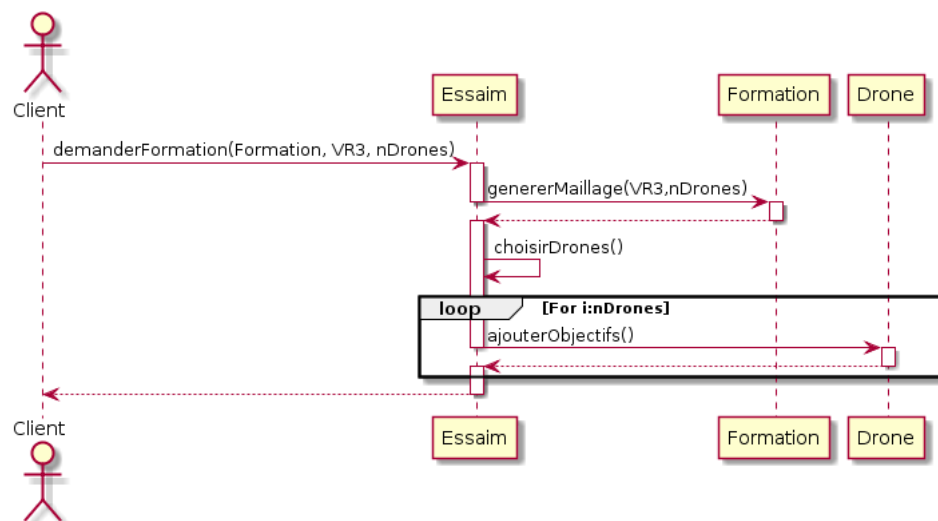 Client
Essaim
Formation
Drone
demanderFormation(Formation, VR3, nDrones)
genererMaillage(VR3,nDrones)
choisirDrones()
loop
[For i:nDrones]
ajouterObjectifs()
Client
Essaim
Formation
Drone